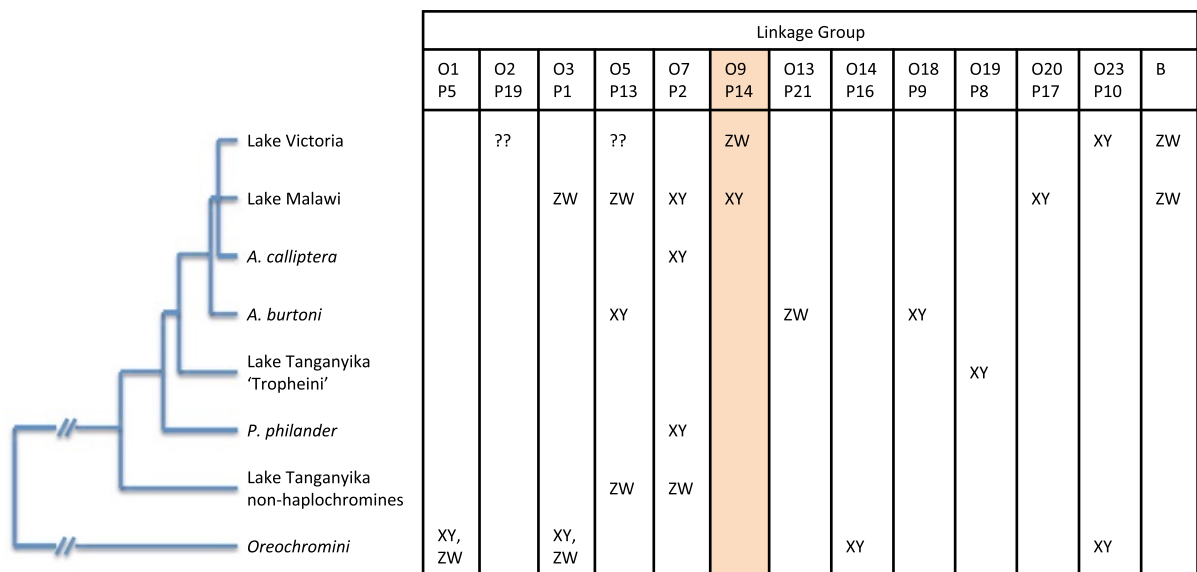 Linkage Group
O1 O2 O3 O5 O7 O9 O13 O14 O18 O19 O20 O23 B
P5 P19 P1 P13 P2 P14 P21 P16 P9 P8 P17 P10
Lake Victoria ?? ?? ZW XY ZW
Lake Malawi ZW ZW XY XY XY ZW
A. calliptera XY
A. burtoni XY ZW XY
Lake Tanganyika
‘Tropheini’ XY
P. philander XY
Lake Tanganyika
non-haplochromines ZW ZW
Oreochromini XY, ZW XY, ZW XY XY